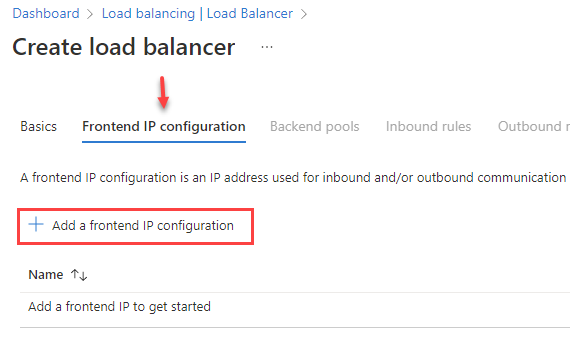 Dashboard > Load balancing | Load Balancer >
Create load balancer ...
Basics Frontend IP configuration Backend pools Inbound rules Outbound r
A frontend IP configuration is an IP address used for inbound and/or outbound communication
+ Add a frontend IP configuration
Name ↑↓
Add a frontend IP to get started